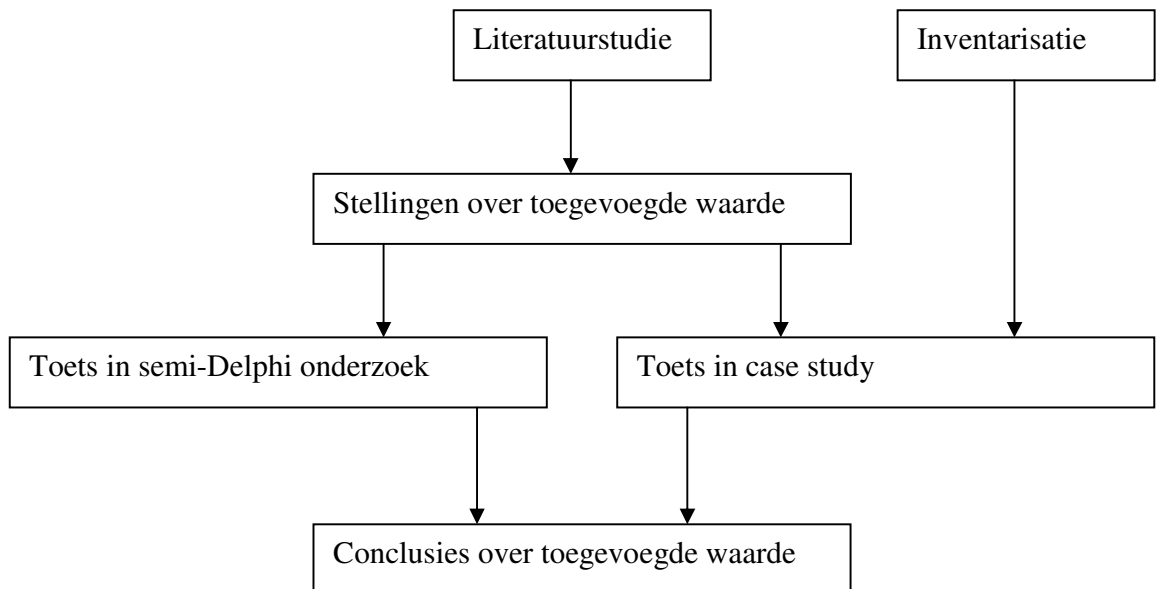 Literatuurstudie
Inventarisatie
Stellingen over toegevoegde waarde
Toets in semi-Delphi onderzoek
Toets in case study
Conclusies over toegevoegde waarde